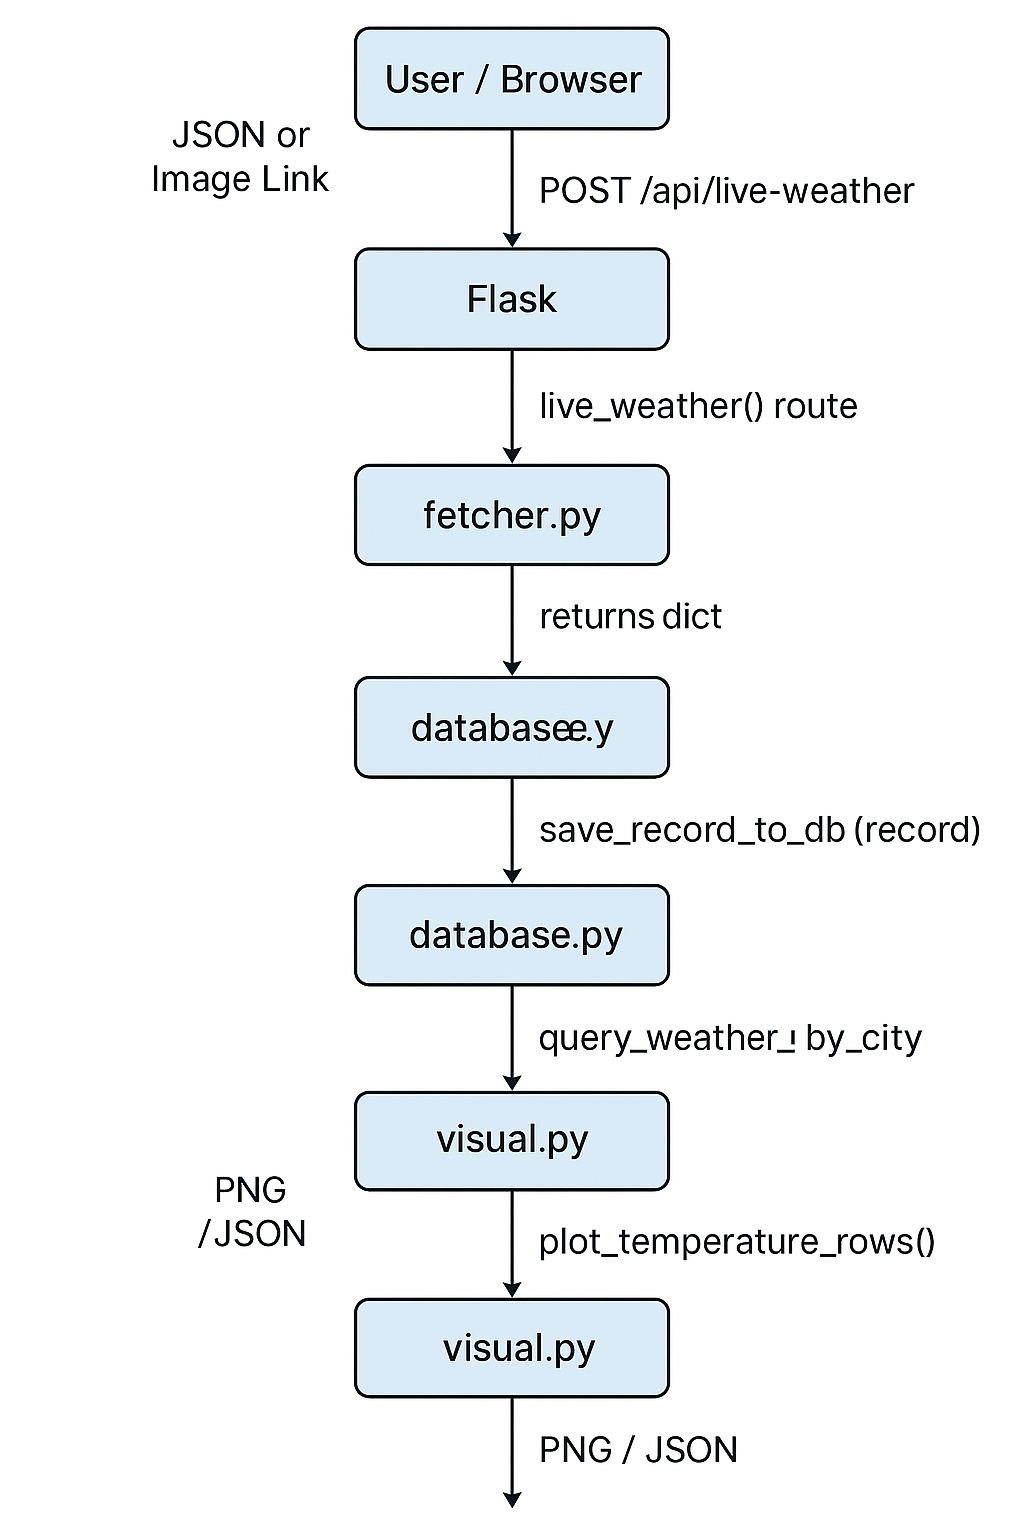 User / Browser
JSON or
Image Link
POST /api/live-weather
Flask
live_weather() route
fetcher.py
returns dict
save_record_to_db (record)
database.py
by_city
visual.py
PNG
/JSON
plot_temperature_rows()
visual.py
PNG / JSON